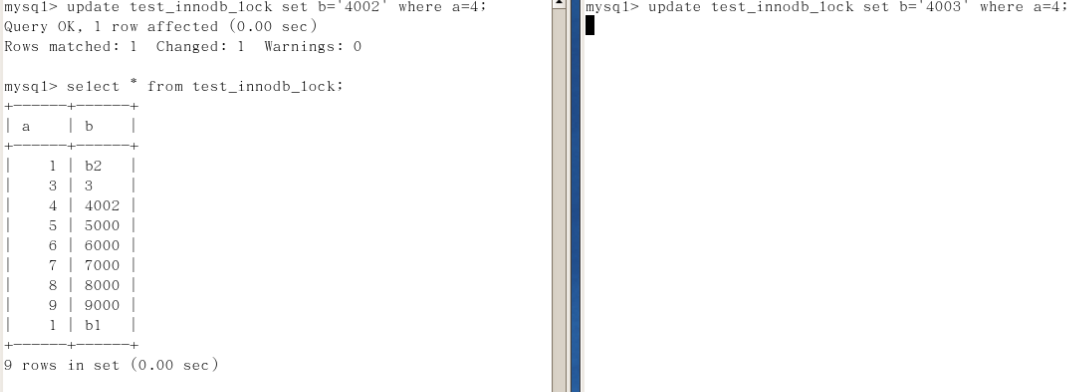 mysql> update test_innodb_lock set b='4002' where a=4;
Query OK, 1 row affected (0.00 sec)
Rows matched: 1  Changed: 1  Warnings: 0
mysql> select * from test_innodb_lock;
+------+------+
| a    | b    |
+------+------+
|    1 | b2   |
|    3 | 3    |
|    4 | 4002 |
|    5 | 5000 |
|    6 | 6000 |
|    7 | 7000 |
|    8 | 8000 |
|    9 | 9000 |
|    1 | b1   |
+------+------+
9 rows in set (0.00 sec)
mysql> update test_innodb_lock set b='4003' where a=4;